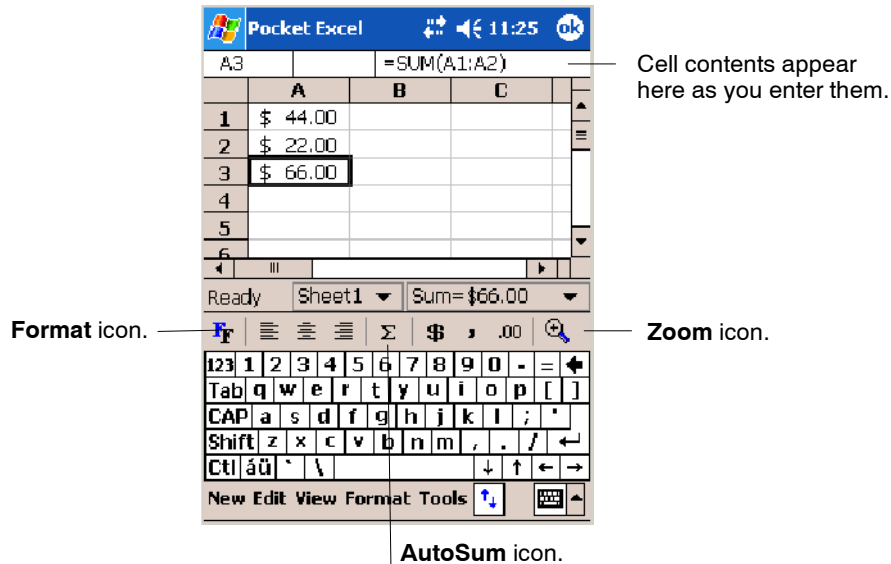 Pocket Excel 11:25 ok
A3 =SUM(A1:A2)
Cell contents appear
here as you enter them.
A B C
1 $ 44.00
2 $ 22.00
3 $ 66.00
4
5
6
Ready Sheet1 Sum=$66.00
Format icon.
FF Σ $ , .00
Zoom icon.
123 1 2 3 4 5 6 7 8 9 0 - =
Tab q w e r t y u i o p [ ]
CAP a s d f g h j k l ; '
Shift z x c v b n m , . /
Ctl áü ` \
New Edit View Format Tools
AutoSum icon.